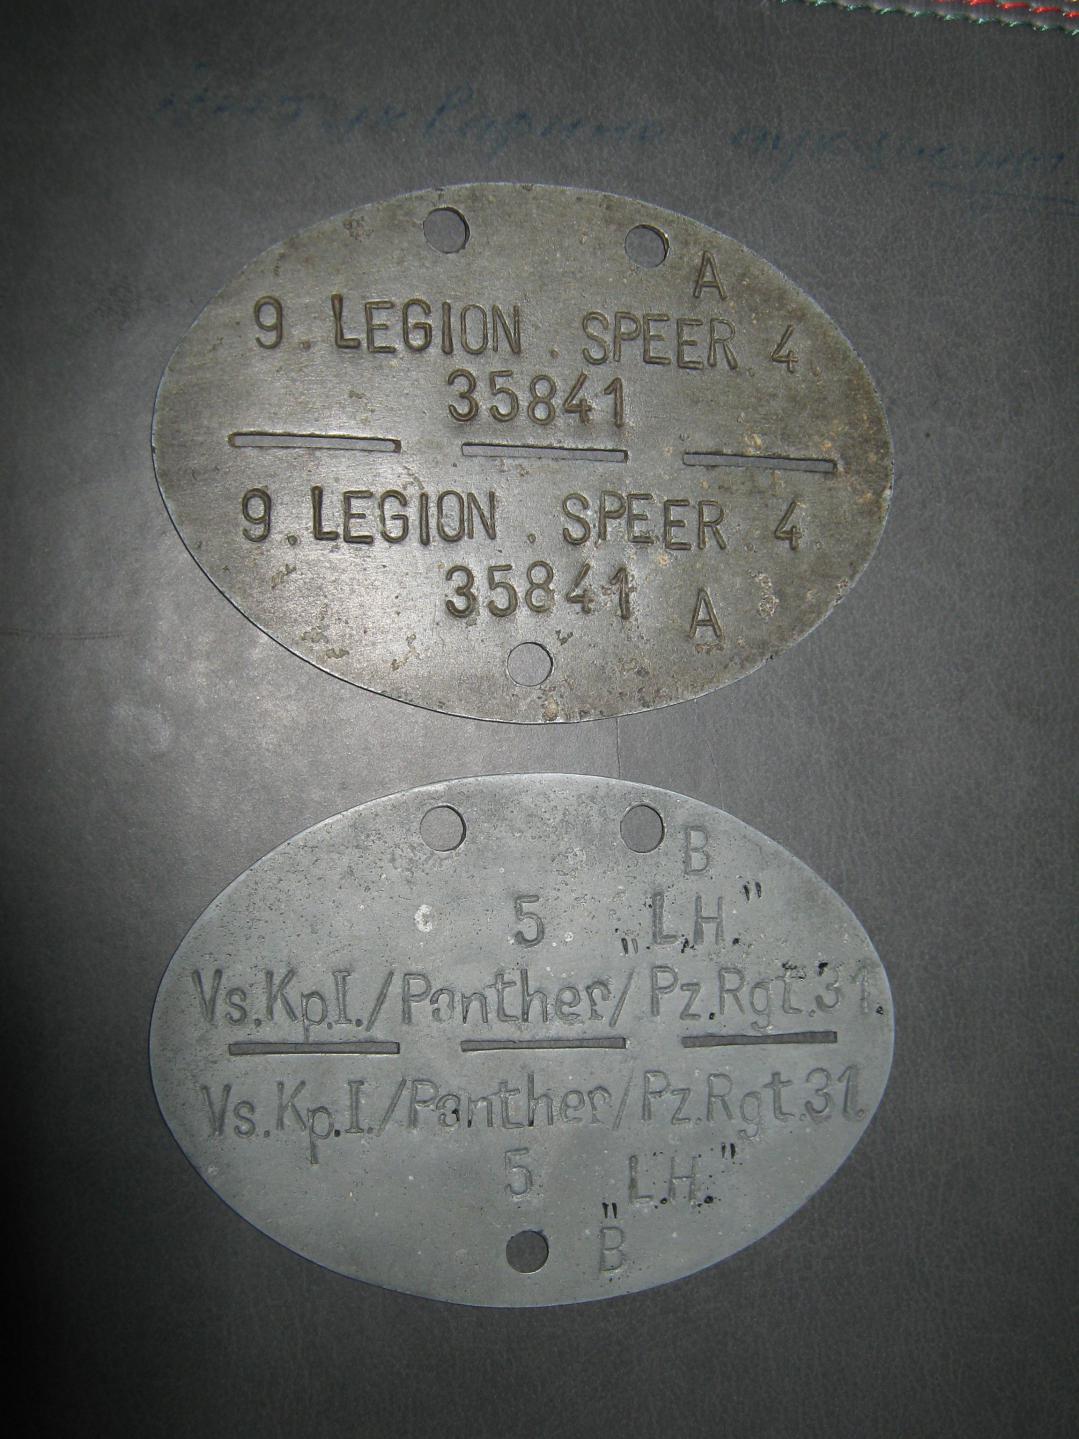 A
9. LEGION . SPEER. 4.
35841
9. LEGION . SPEER. 4.
35841
A
B
5 „L.H.”
Vs.Kp.I./Panther/Pz.Rgt.31.
Vs.Kp.I./Panther/Pz.Rgt.31.
5 „L.H.”
B